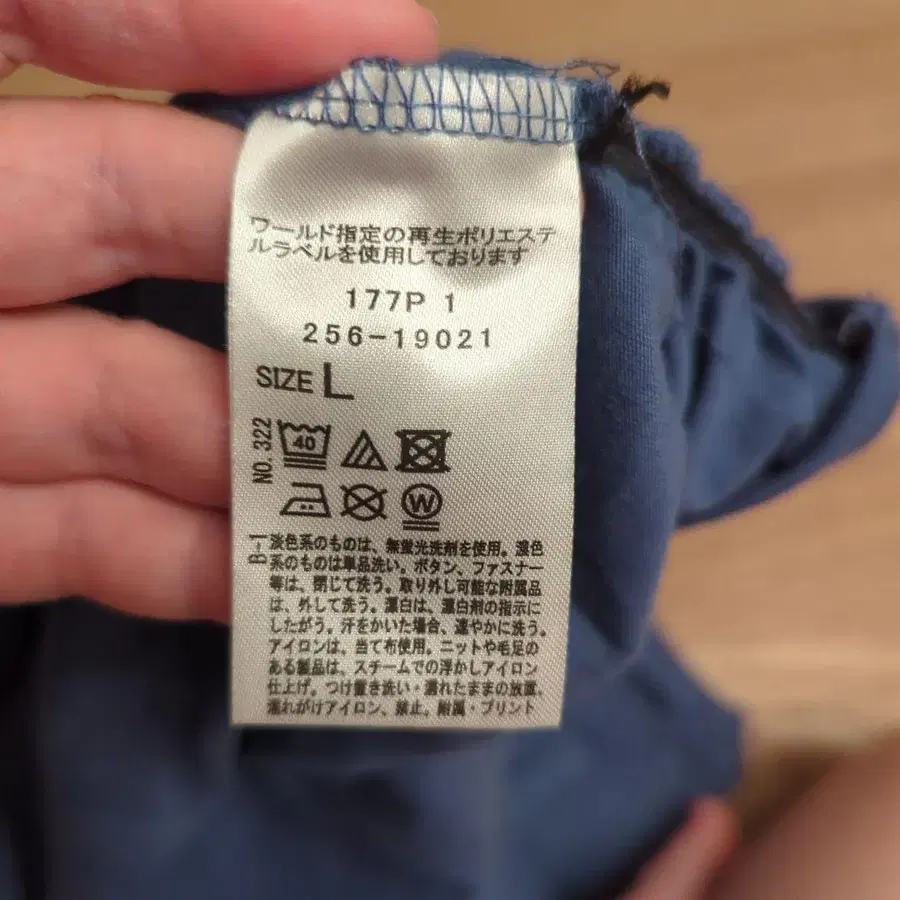 ワールド指定の再生ポリエステ
ルラベルを使用しております
177P 1
256-19021
SIZE L
NO. 322
40
W
B-1
淡色系のものは、無蛍光洗剤を使用。濃色
系のものは単品洗い。ボタン、ファスナー
等は、閉じて洗う。取り外し可能な附属品
は、外して洗う。漂白は、漂白剤の指示に
したがう。汗をかいた場合、速やかに洗う。
アイロンは、当て布使用。ニットや毛足の
ある製品は、スチームでの浮かしアイロン
仕上げ。つけ置き洗い・濡れたままの放置、
濡れがけアイロン、禁止。附属・プリント